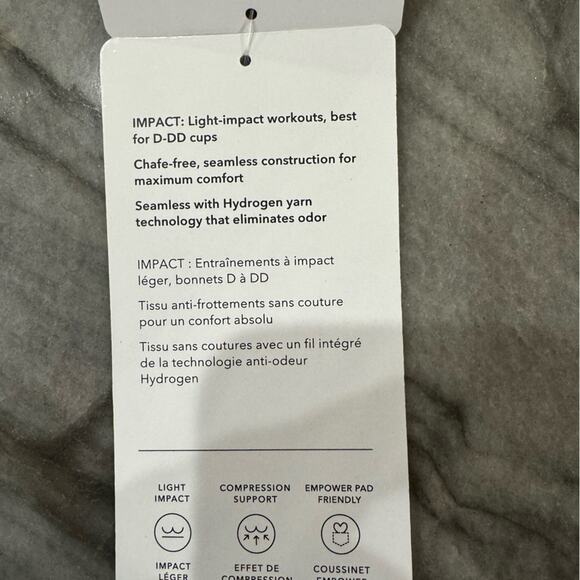 IMPACT: Light-impact workouts, best
for D-DD cups
Chafe-free, seamless construction for
maximum comfort
Seamless with Hydrogen yarn
technology that eliminates odor
IMPACT : Entraînements à impact
léger, bonnets D à DD
Tissu anti-frottements sans couture
pour un confort absolu
Tissu sans coutures avec un fil intégré
de la technologie anti-odeur
Hydrogen
LIGHT
IMPACT
COMPRESSION
SUPPORT
EMPOWER PAD
FRIENDLY
IMPACT
LÉGER
EFFET DE
COMPRESSION
COUSSINET
EMPOWER